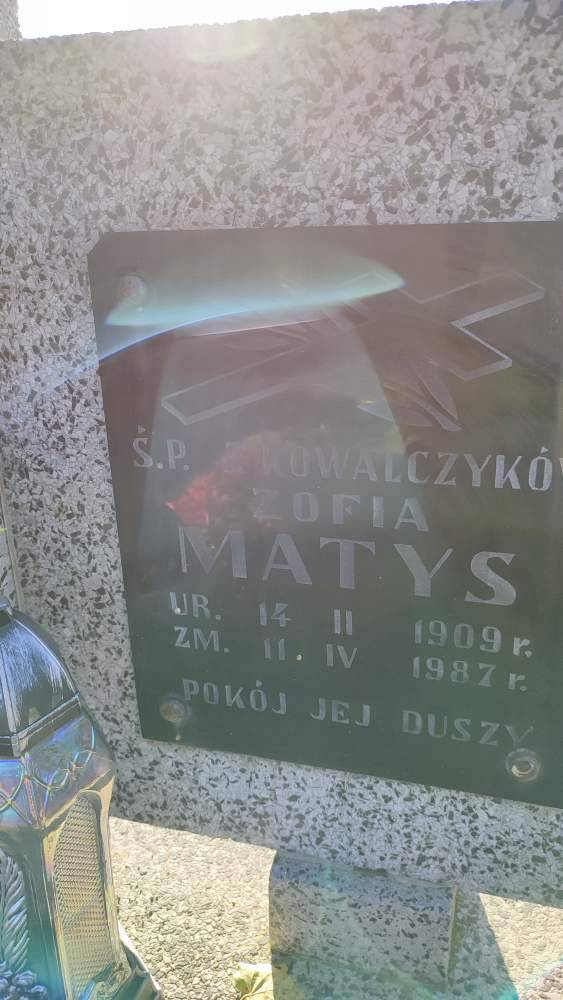 Ś.P. Z KOWALCZYKÓW
ZOFIA
MATYS
UR. 14 II 1909 r.
ZM. 11. IV 1987 r.
POKÓJ JEJ DUSZY